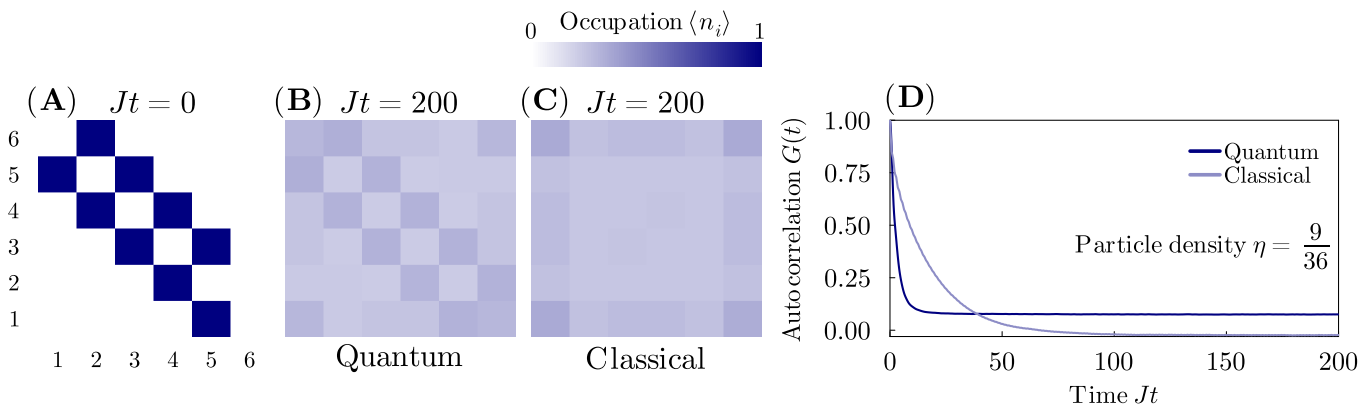 Occupation ⟨n_i⟩
0 1
(A) Jt = 0
(B) Jt = 200
(C) Jt = 200
(D)
6
5
4
3
2
1
1 2 3 4 5 6
Quantum
Classical
Autocorrelation G(t)
1.00
0.75
0.50
0.25
0.00
Quantum
Classical
Particle density η = 9/36
0 50 100 150 200
Time Jt